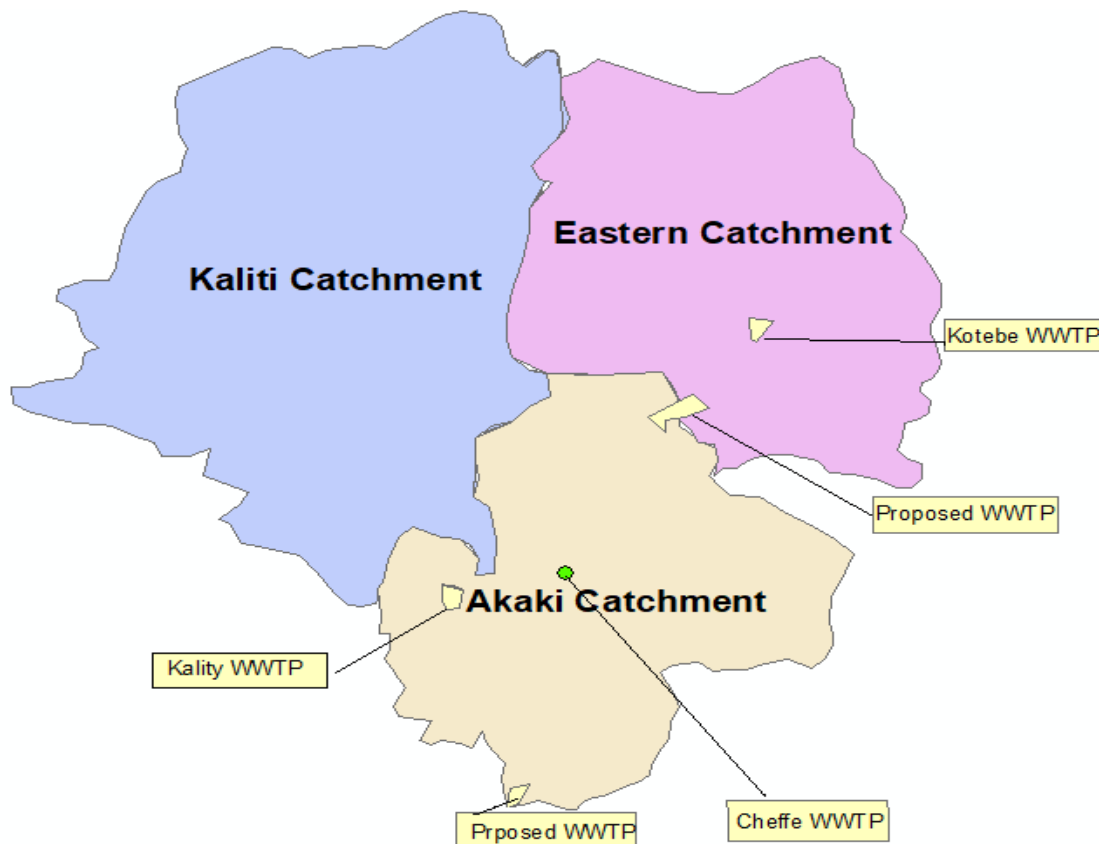 Eastern Catchment
Kaliti Catchment
Kotebe WWTP
Proposed WWTP
Akaki Catchment
Kality WWTP
Prposed WWTP
Cheffe WWTP